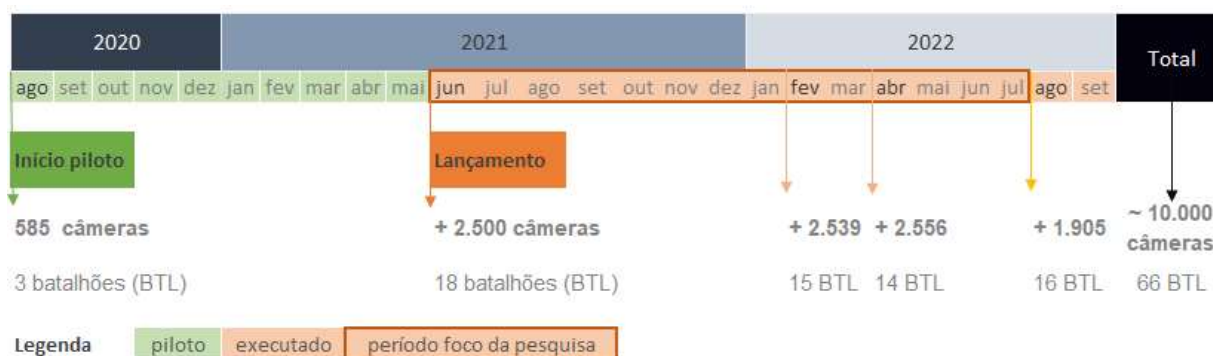 2020 2021 2022 Total
ago set out nov dez jan fev mar abr mai jun jul ago set out nov dez jan fev mar abr mai jun jul ago set
Início piloto Lançamento
585 câmeras + 2.500 câmeras + 2.539 + 2.556 + 1.905 ~ 10.000 câmeras
3 batalhões (BTL) 18 batalhões (BTL) 15 BTL 14 BTL 16 BTL 66 BTL
Legenda piloto executado período foco da pesquisa